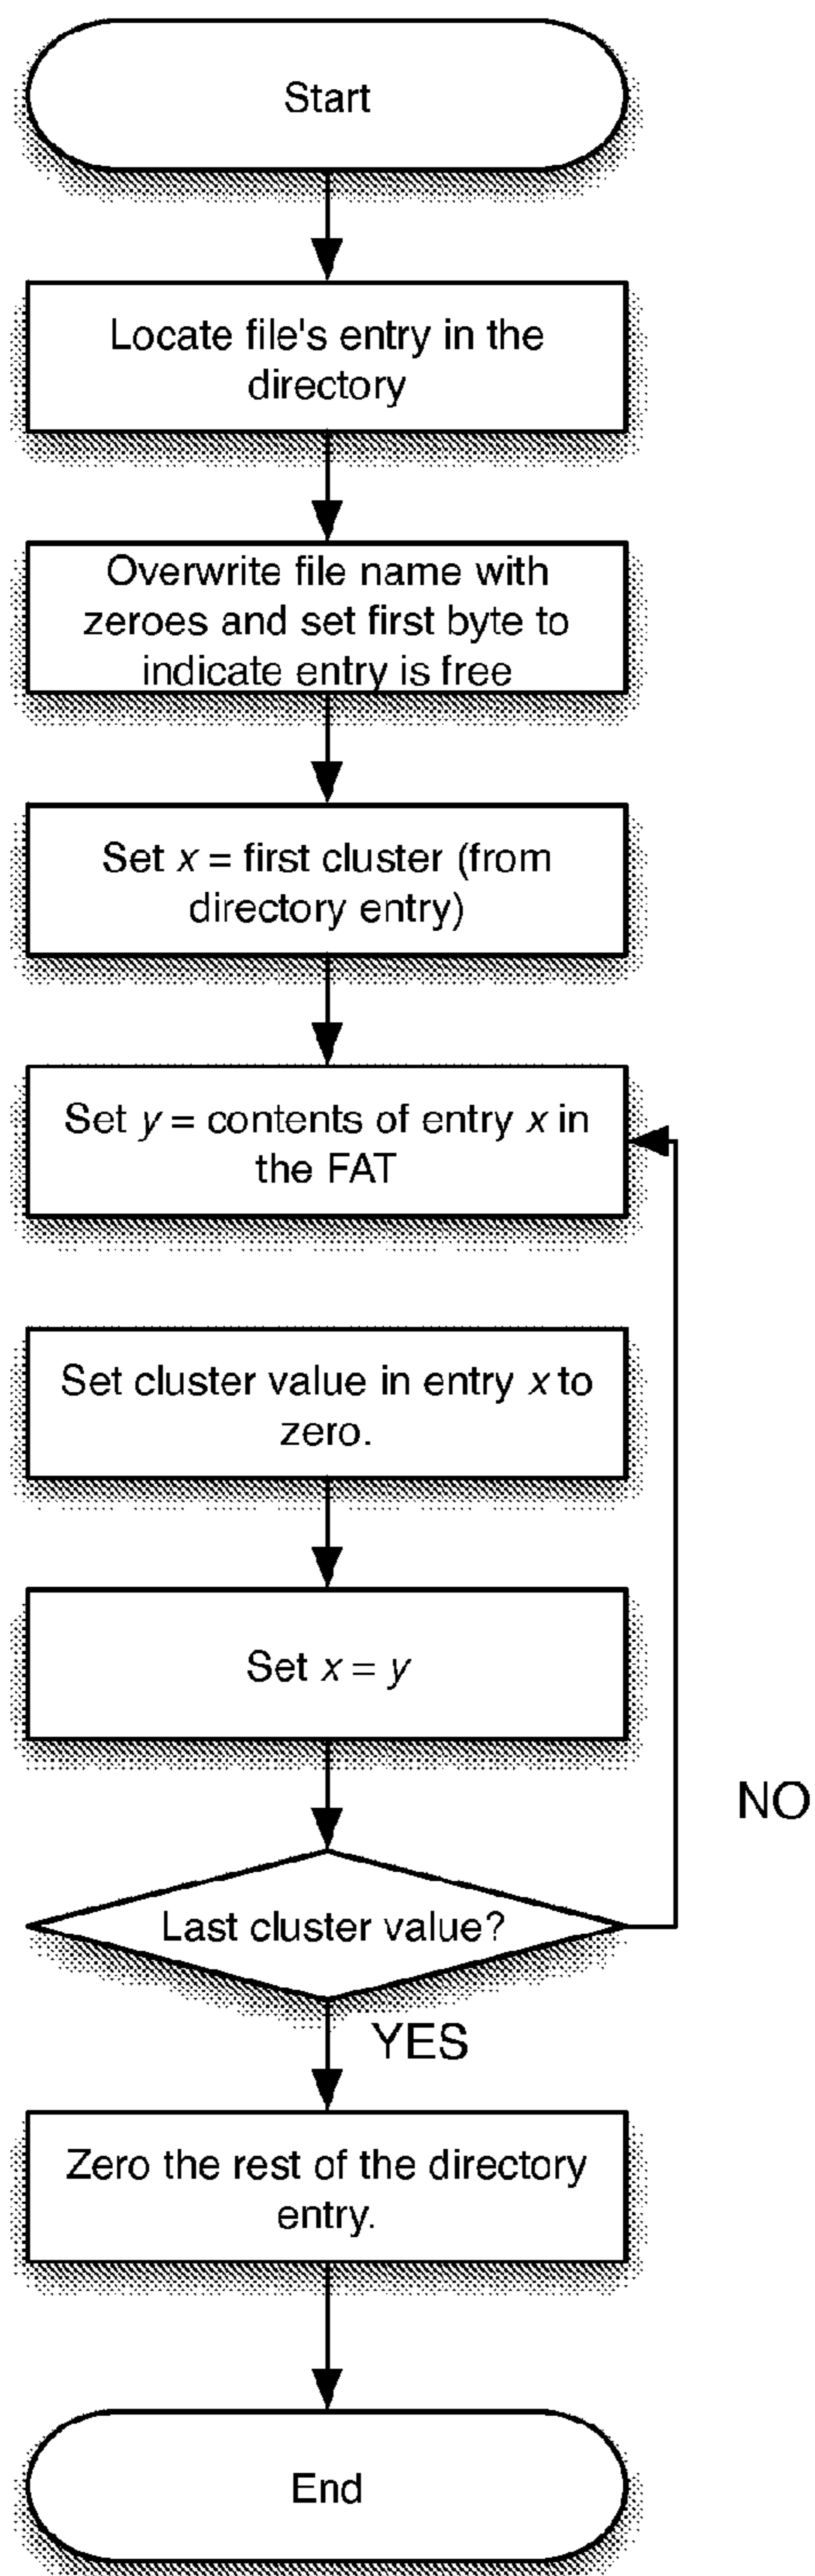 Start
Locate file's entry in the
directory
Overwrite file name with
zeroes and set first byte to
indicate entry is free
Set x = first cluster (from
directory entry)
Set y = contents of entry x in
the FAT
Set cluster value in entry x to
zero.
Set x = y
NO
Last cluster value?
YES
Zero the rest of the directory
entry.
End